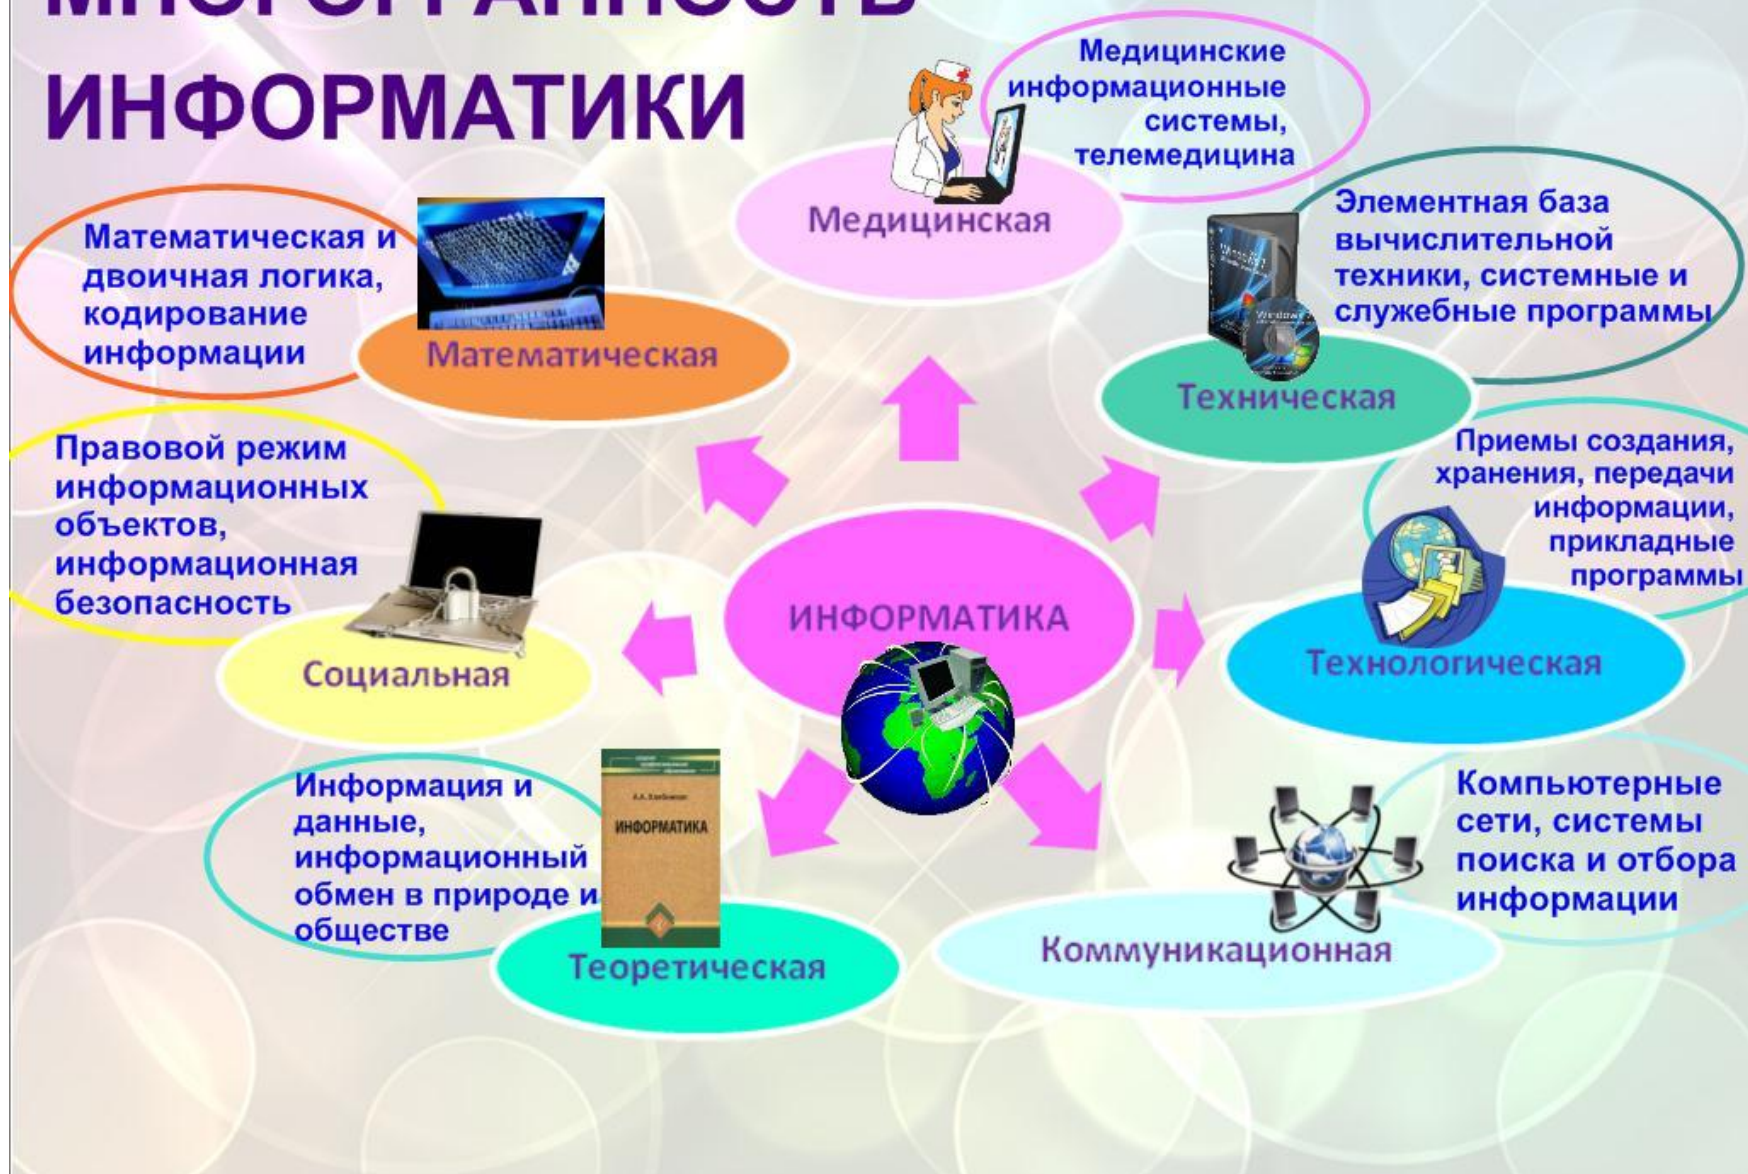 МНОГОГРАННОСТЬ
ИНФОРМАТИКИ
Медицинские
информационные
системы,
телемедицина
Медицинская
Элементная база
вычислительной
техники, системные и
служебные программы
Техническая
Математическая и
двоичная логика,
кодирование
информации
Математическая
Приемы создания,
хранения, передачи
информации,
прикладные
программы
Технологическая
Правовой режим
информационных
объектов,
информационная
безопасность
Социальная
ИНФОРМАТИКА
Информация и
данные,
информационный
обмен в природе и
обществе
ИНФОРМАТИКА
Теоретическая
Компьютерные
сети, системы
поиска и отбора
информации
Коммуникационная